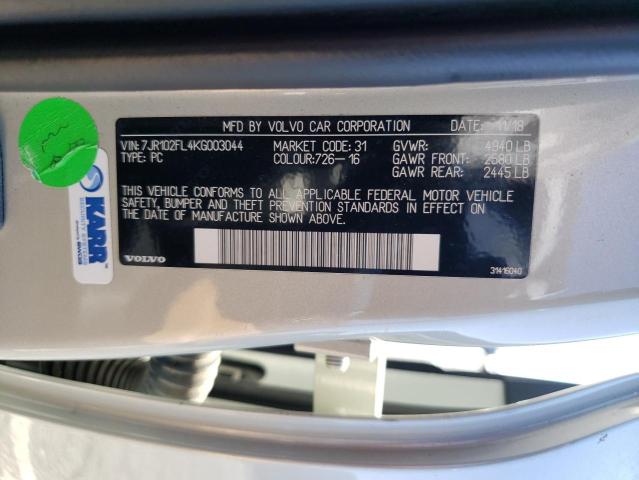 MFD BY VOLVO CAR CORPORATION DATE: 11/18
VIN: 7JR102FL4KG003044 MARKET CODE: 31 GVWR: 4940 LB
TYPE: PC COLOUR:726-16 GAWR FRONT: 2580 LB
GAWR REAR: 2445 LB
THIS VEHICLE CONFORMS TO ALL APPLICABLE FEDERAL MOTOR VEHICLE
SAFETY, BUMPER AND THEFT PREVENTION STANDARDS IN EFFECT ON
THE DATE OF MANUFACTURE SHOWN ABOVE.
VOLVO
31416040
KARR
SECURITY SYSTEMS